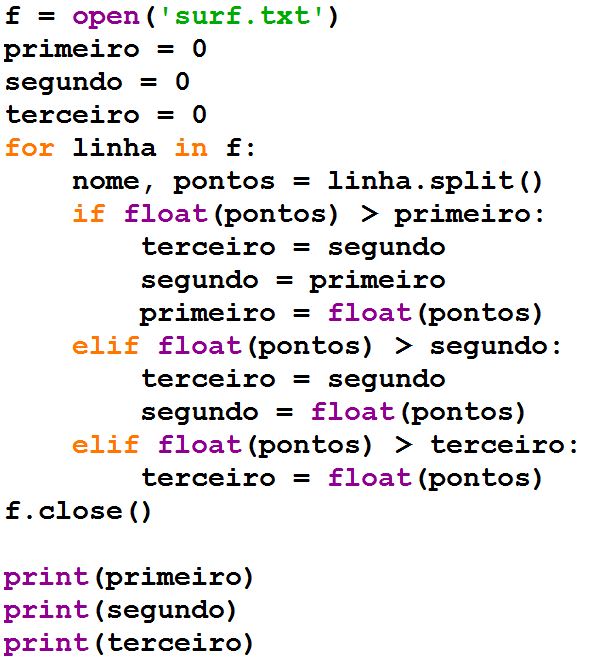 f = open('surf.txt')
primeiro = 0
segundo = 0
terceiro = 0
for linha in f:
    nome, pontos = linha.split()
    if float(pontos) > primeiro:
        terceiro = segundo
        segundo = primeiro
        primeiro = float(pontos)
    elif float(pontos) > segundo:
        terceiro = segundo
        segundo = float(pontos)
    elif float(pontos) > terceiro:
        terceiro = float(pontos)
f.close()

print(primeiro)
print(segundo)
print(terceiro)